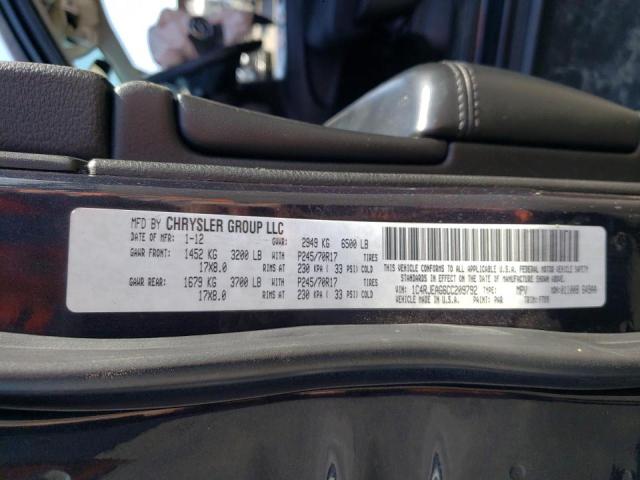 MFD BY CHRYSLER GROUP LLC
DATE OF MFR: 1-12 GVWR: 2949 KG 6500 LB
GAWR FRONT: 1452 KG 3200 LB WITH P245/70R17 TIRES
17X8.0 RIMS AT 230 KPA ( 33 PSI) COLD
GAWR REAR: 1679 KG 3700 LB WITH P245/70R17 TIRES
17X8.0 RIMS AT 230 KPA ( 33 PSI) COLD
THIS VEHICLE CONFORMS TO ALL APPLICABLE U.S.A. FEDERAL MOTOR VEHICLE SAFETY
STANDARDS IN EFFECT ON THE DATE OF MANUFACTURE SHOWN ABOVE.
VIN: 1C4RJEAG6CC209792 TYPE: MPV MDH: 011008 6A9AA
VEHICLE MADE IN U.S.A. PAINT: PAR TRIM: